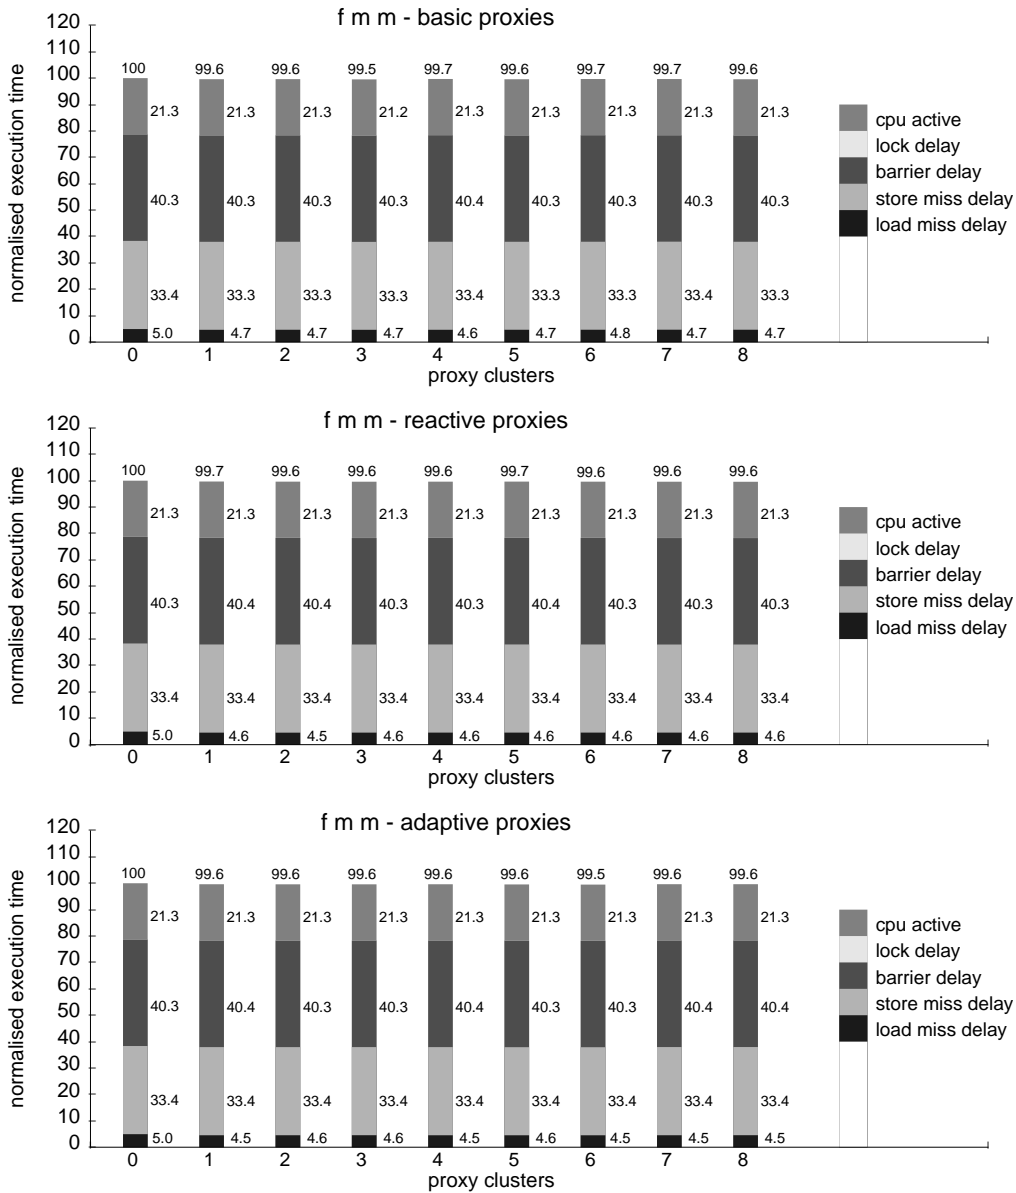 f m m - basic proxies
normalised execution time
120
110
100
90
80
70
60
50
40
30
20
10
0
100 99.6 99.6 99.5 99.7 99.6 99.7 99.7 99.6
21.3 21.3 21.3 21.2 21.3 21.3 21.3 21.3 21.3
40.3 40.3 40.3 40.3 40.4 40.3 40.3 40.3 40.3
33.4 33.3 33.3 33.3 33.4 33.3 33.3 33.4 33.3
5.0 4.7 4.7 4.7 4.6 4.7 4.8 4.7 4.7
0 1 2 3 4 5 6 7 8
proxy clusters
cpu active
lock delay
barrier delay
store miss delay
load miss delay
f m m - reactive proxies
normalised execution time
120
110
100
90
80
70
60
50
40
30
20
10
0
100 99.7 99.6 99.6 99.6 99.7 99.6 99.6 99.6
21.3 21.3 21.3 21.3 21.3 21.3 21.3 21.3 21.3
40.3 40.4 40.4 40.3 40.3 40.4 40.3 40.3 40.3
33.4 33.4 33.4 33.4 33.4 33.4 33.4 33.4 33.4
5.0 4.6 4.5 4.6 4.6 4.6 4.6 4.6 4.6
0 1 2 3 4 5 6 7 8
proxy clusters
cpu active
lock delay
barrier delay
store miss delay
load miss delay
f m m - adaptive proxies
normalised execution time
120
110
100
90
80
70
60
50
40
30
20
10
0
100 99.6 99.6 99.6 99.6 99.6 99.5 99.6 99.6
21.3 21.3 21.3 21.3 21.3 21.3 21.3 21.3 21.3
40.3 40.4 40.3 40.3 40.4 40.3 40.3 40.4 40.4
33.4 33.4 33.4 33.4 33.4 33.4 33.4 33.4 33.4
5.0 4.5 4.6 4.6 4.5 4.6 4.5 4.5 4.5
0 1 2 3 4 5 6 7 8
proxy clusters
cpu active
lock delay
barrier delay
store miss delay
load miss delay